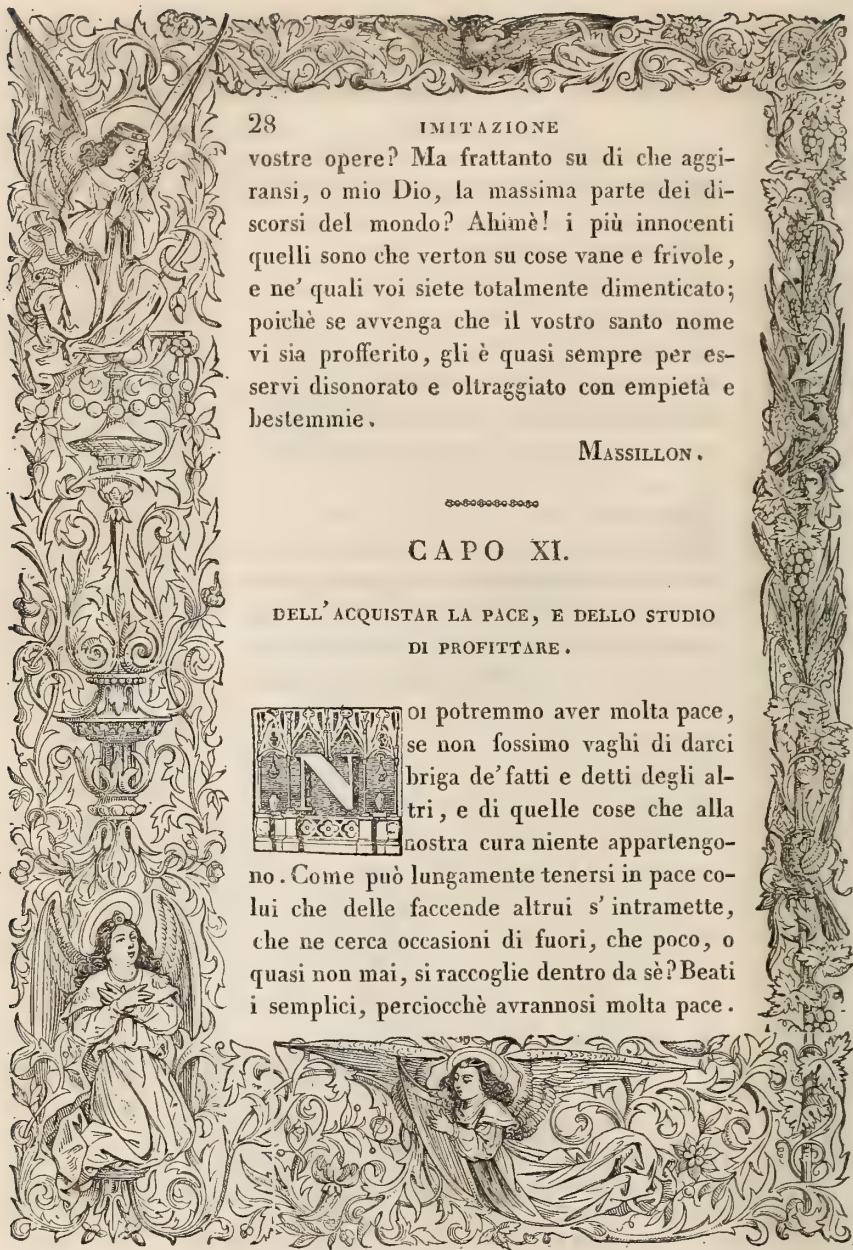 28 IMITAZIONE
vostre opere? Ma frattanto su di che aggi-
ransi, o mio Dio, la massima parte dei di-
scorsi del mondo? Ahimè! i più innocenti
quelli sono che verton su cose vane e frivole,
e ne' quali voi siete totalmente dimenticato;
poichè se avvenga che il vostro santo nome
vi sia profferito, gli è quasi sempre per es-
servi disonorato e oltraggiato con empietà e
bestemmie.
MASSILLON.
CAPO XI.
DELL'ACQUISTAR LA PACE, E DELLO STUDIO
DI PROFITTARE.
NOI potremmo aver molta pace,
se non fossimo vaghi di darci
briga de' fatti e detti degli al-
tri, e di quelle cose che alla
nostra cura niente appartengo-
no. Come può lungamente tenersi in pace co-
lui che delle faccende altrui s' intramette,
che ne cerca occasioni di fuori, che poco, o
quasi non mai, si raccoglie dentro da sè? Beati
i semplici, perciocchè avrannosi molta pace.